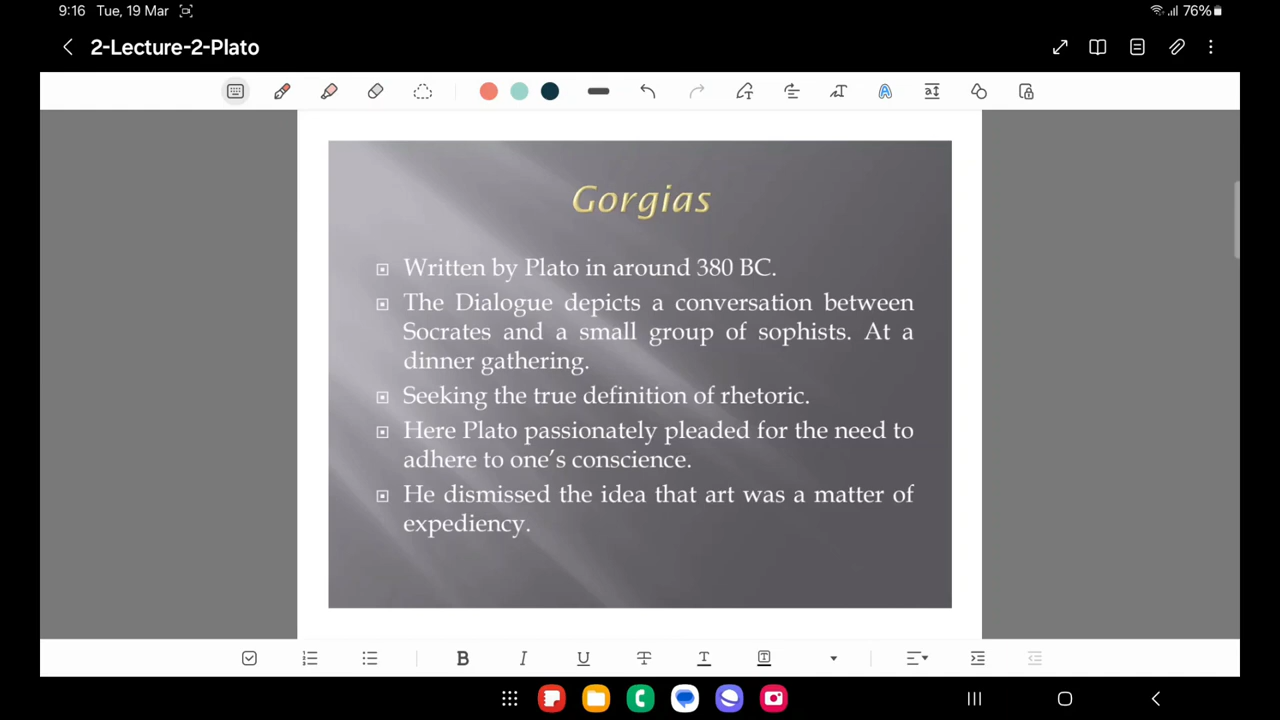 9:16 Tue, 19 Mar
76%
2-Lecture-2-Plato
Gorgias
Written by Plato in around 380 BC.
The Dialogue depicts a conversation between
Socrates and a small group of sophists. At a
dinner gathering.
Seeking the true definition of rhetoric.
Here Plato passionately pleaded for the need to
adhere to one's conscience.
He dismissed the idea that art was a matter of
expediency.
B I U T T T